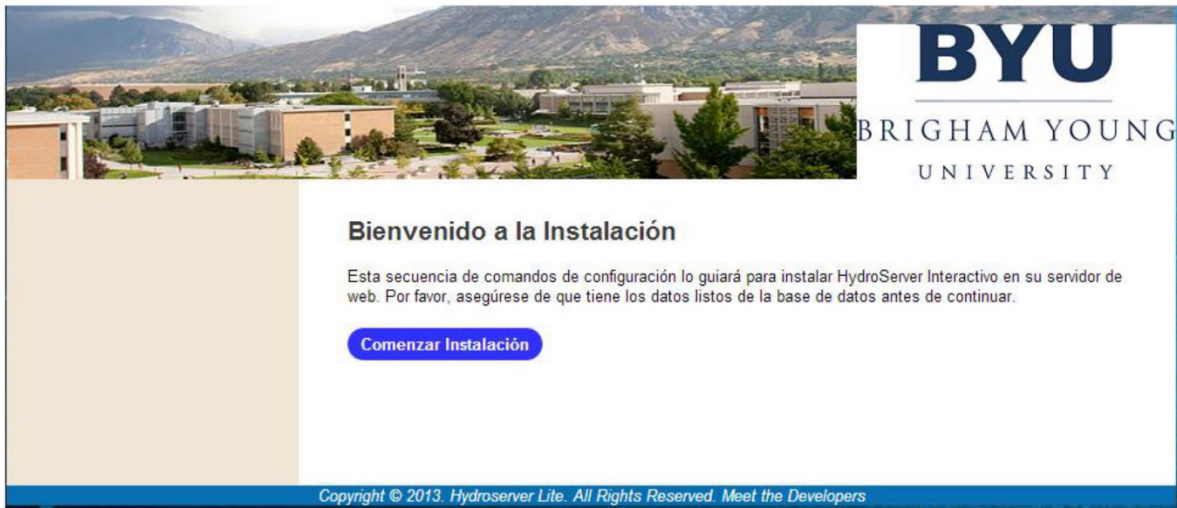 BYU
BRIGHAM YOUNG
UNIVERSITY
Bienvenido a la Instalación
Esta secuencia de comandos de configuración lo guiará para instalar HydroServer Interactivo en su servidor de
web. Por favor, asegúrese de que tiene los datos listos de la base de datos antes de continuar.
Comenzar Instalación
Copyright © 2013. Hydroserver Lite. All Rights Reserved. Meet the Developers